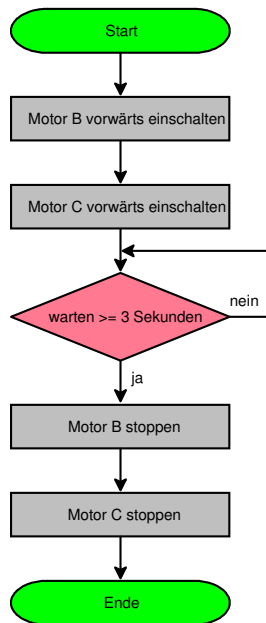 Start
Motor B vorwärts einschalten
Motor C vorwärts einschalten
warten >= 3 Sekunden
nein
ja
Motor B stoppen
Motor C stoppen
Ende